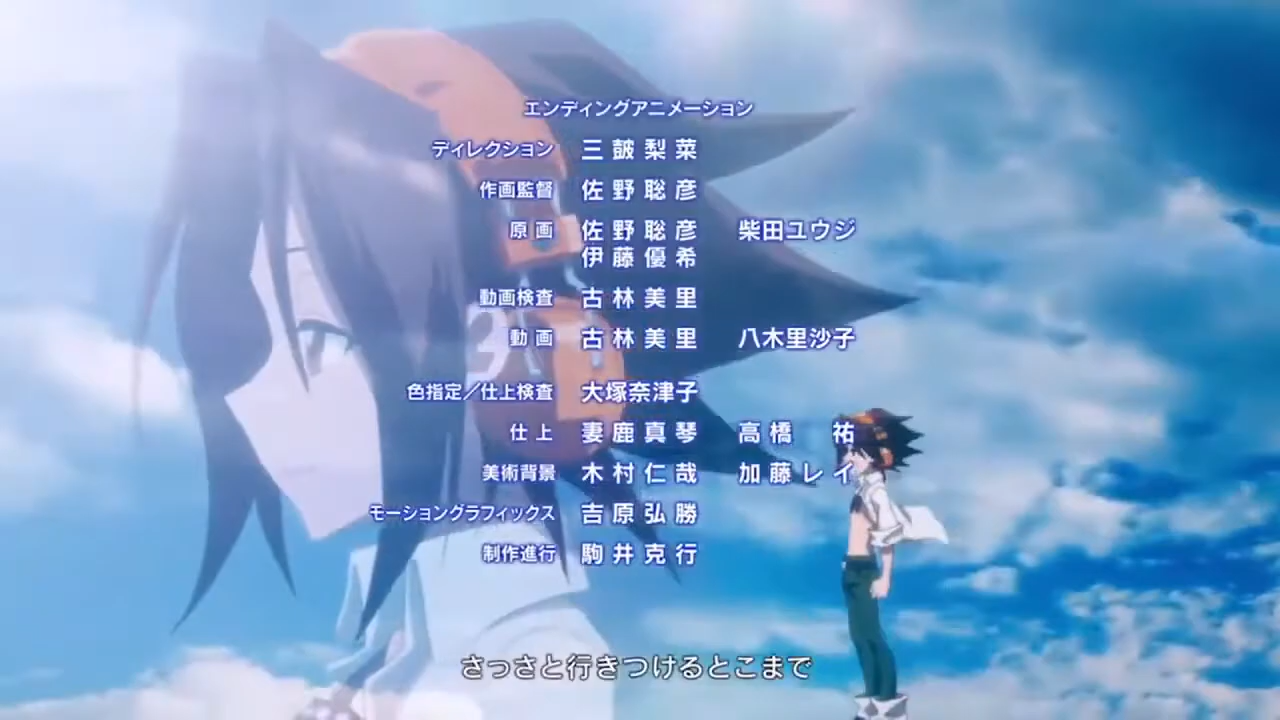 エンディングアニメーション
ディレクション 三皷梨菜
作画監督 佐野聡彦
原画 佐野聡彦 柴田ユウジ
伊藤優希
動画検査 古林美里
動画 古林美里 八木里沙子
色指定／仕上検査 大塚奈津子
仕上 妻鹿真琴 高橋 祐
美術背景 木村仁哉 加藤レイ
モーショングラフィックス 吉原弘勝
制作進行 駒井克行
さっさと行きつけるとこまで